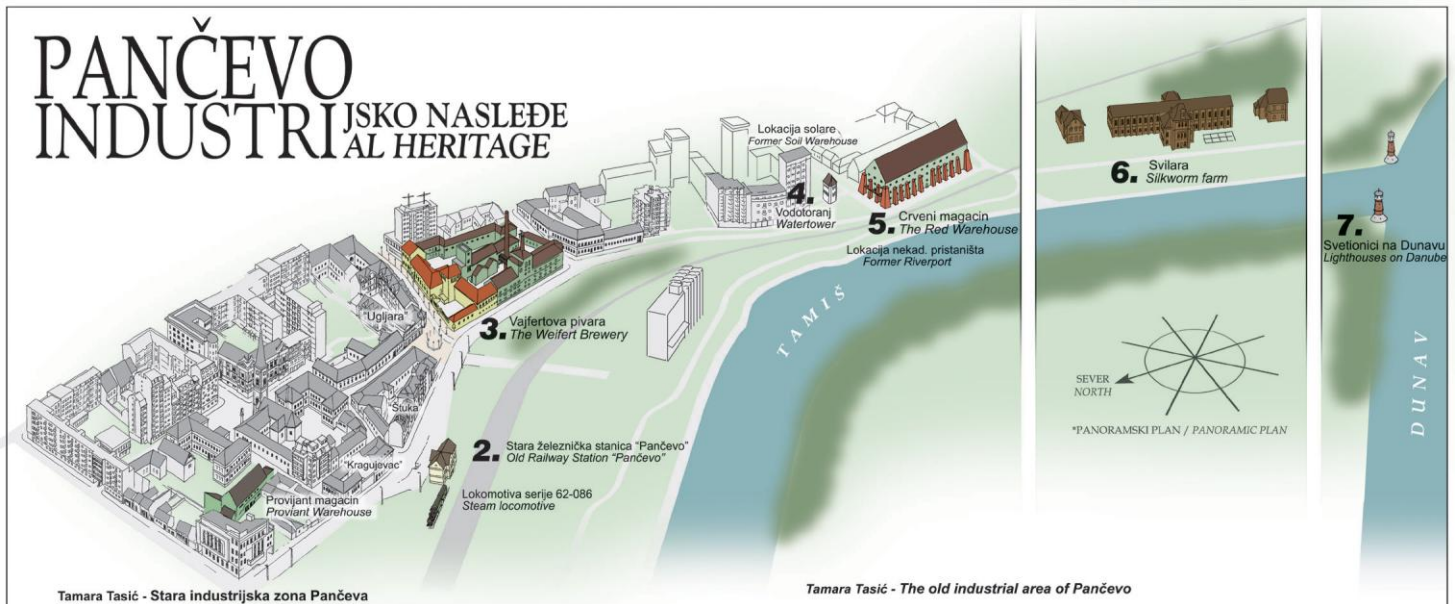 PANČEVO
INDUSTRIJSKO NASLEĐE
INDUSTRIAL HERITAGE
Lokacija solare
Former Soil Warehouse
4.
Vodotoranj
Watertower
5. Crveni magacin
The Red Warehouse
Lokacija nekad. pristaništa
Former Riverport
6. Svilara
Silkworm farm
7.
Svetionici na Dunavu
Lighthouses on Danube
"Ugljara"
3. Vajfertova pivara
The Weifert Brewery
TAMIŠ
DUNAV
SEVER
NORTH
*PANORAMSKI PLAN / PANORAMIC PLAN
Štuka
"Kragujevac"
2. Stara železnička stanica "Pančevo"
Old Railway Station "Pančevo"
Lokomotiva serije 62-086
Steam locomotive
Provijant magacin
Proviant Warehouse
Tamara Tasić - Stara industrijska zona Pančeva
Tamara Tasić - The old industrial area of Pančevo